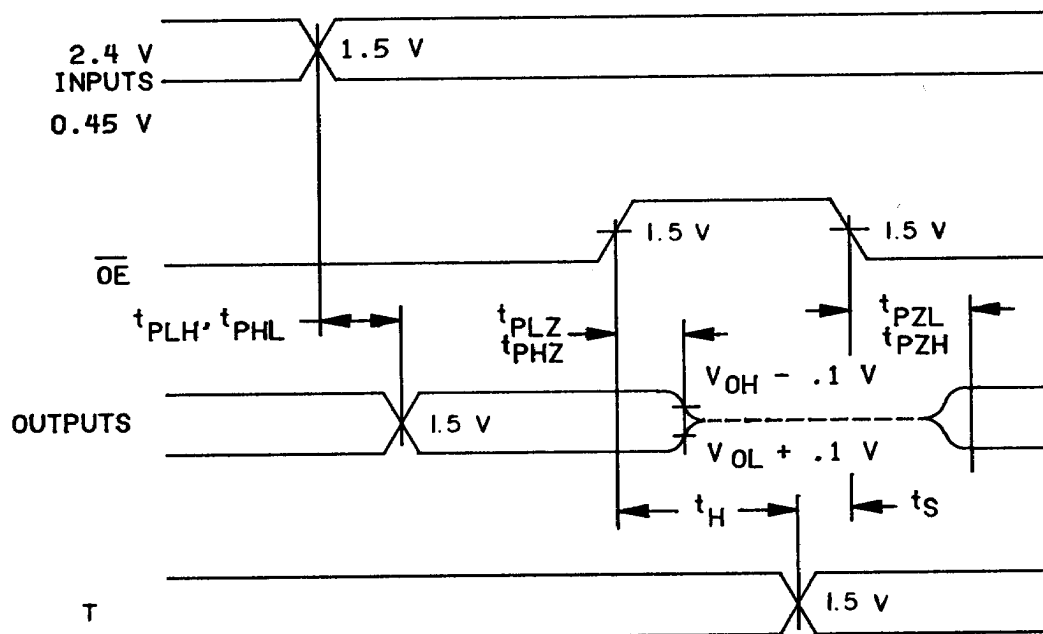 2.4 V
INPUTS
0.45 V
1.5 V
OE
1.5 V
1.5 V
tPLH, tPHL
tPLZ
tPHZ
tPZL
tPZH
VOH - .1 V
OUTPUTS
1.5 V
VOL + .1 V
tH
tS
T
1.5 V